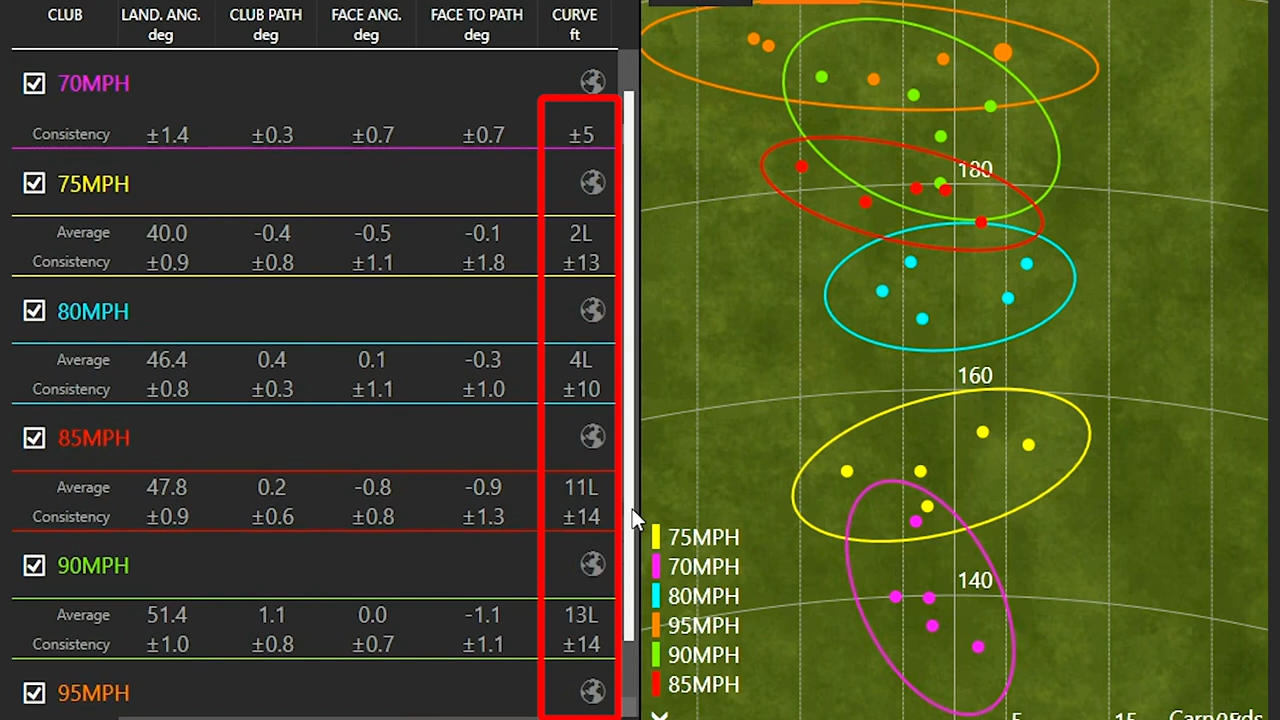 CLUB LAND. ANG. CLUB PATH FACE ANG. FACE TO PATH CURVE
deg deg deg deg ft
70MPH
Consistency ±1.4 ±0.3 ±0.7 ±0.7 ±5
75MPH
Average 40.0 -0.4 -0.5 -0.1 2L
Consistency ±0.9 ±0.8 ±1.1 ±1.8 ±13
80MPH
Average 46.4 0.4 0.1 -0.3 4L
Consistency ±0.8 ±0.3 ±1.1 ±1.0 ±10
85MPH
Average 47.8 0.2 -0.8 -0.9 11L
Consistency ±0.9 ±0.6 ±0.8 ±1.3 ±14
90MPH
Average 51.4 1.1 0.0 -1.1 13L
Consistency ±1.0 ±0.8 ±0.7 ±1.1 ±14
95MPH
180
160
140
75MPH
70MPH
80MPH
95MPH
90MPH
85MPH
5 15